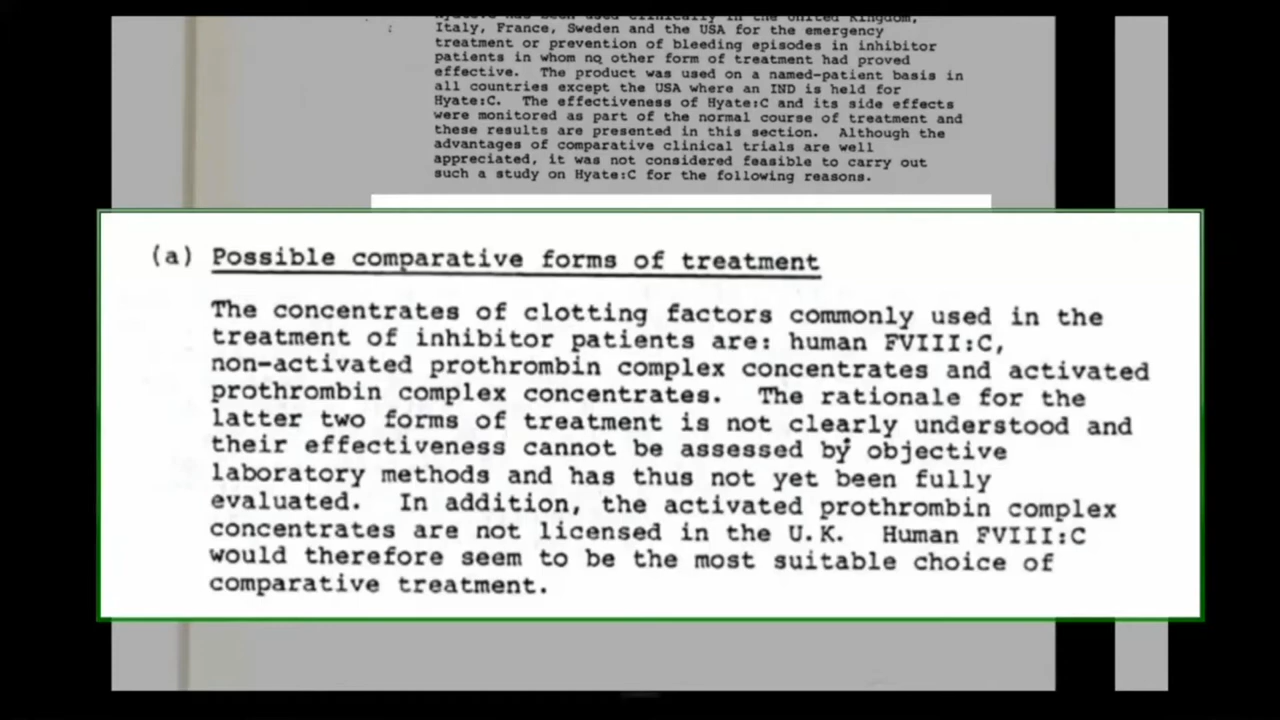 Hyate:C has been used clinically in the United Kingdom,
Italy, France, Sweden and the USA for the emergency
treatment or prevention of bleeding episodes in inhibitor
patients in whom no other form of treatment had proved
effective. The product was used on a named-patient basis in
all countries except the USA where an IND is held for
Hyate:C. The effectiveness of Hyate:C and its side effects
were monitored as part of the normal course of treatment and
these results are presented in this section. Although the
advantages of comparative clinical trials are well
appreciated, it was not considered feasible to carry out
such a study on Hyate:C for the following reasons.
(a) Possible comparative forms of treatment
The concentrates of clotting factors commonly used in the
treatment of inhibitor patients are: human FVIII:C,
non-activated prothrombin complex concentrates and activated
prothrombin complex concentrates. The rationale for the
latter two forms of treatment is not clearly understood and
their effectiveness cannot be assessed by objective
laboratory methods and has thus not yet been fully
evaluated. In addition, the activated prothrombin complex
concentrates are not licensed in the U.K. Human FVIII:C
would therefore seem to be the most suitable choice of
comparative treatment.